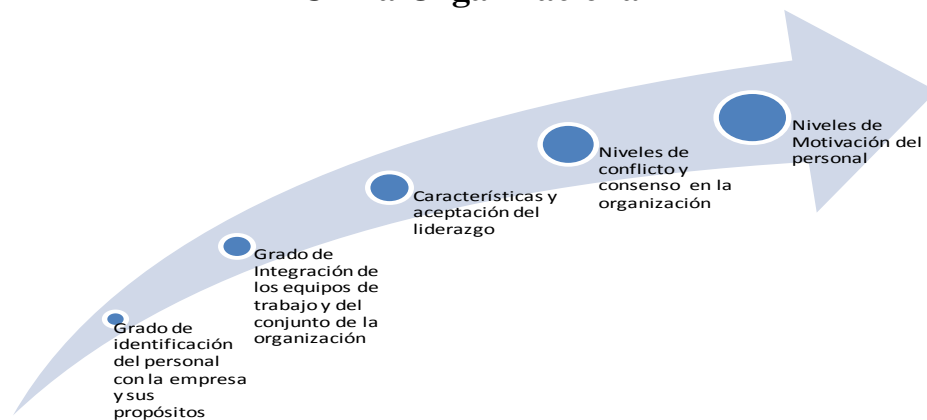 Grado de
identificación
del personal
con la empresa
y sus
propósitos
Grado de
Integración de
los equipos de
trabajo y del
conjunto de la
organización
Características y
aceptación del
liderazgo
Niveles de
conflicto y
consenso en la
organización
Niveles de
Motivación del
personal